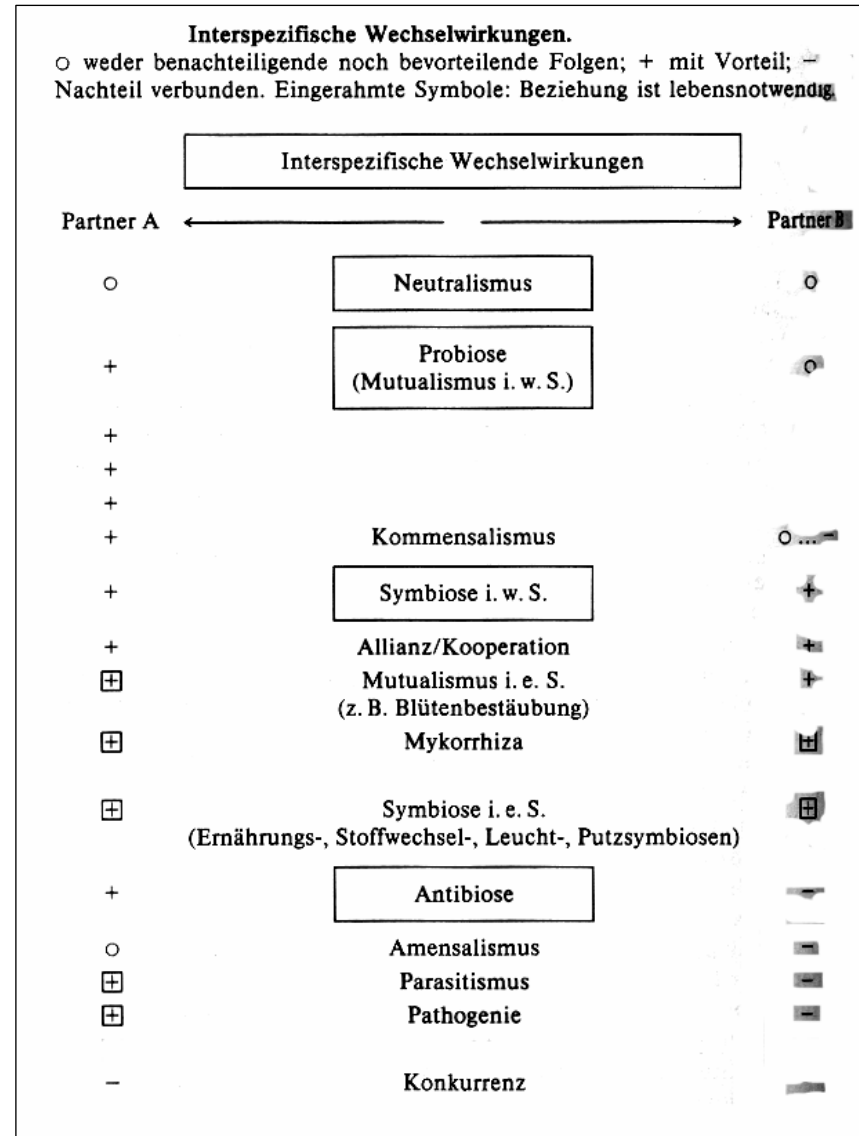 Interspezifische Wechselwirkungen.
○ weder benachteiligende noch bevorteilende Folgen; + mit Vorteil; −
Nachteil verbunden. Eingerahmte Symbole: Beziehung ist lebensnotwendig.
Interspezifische Wechselwirkungen
Partner A ← → Partner B
○ Neutralismus ○
Probiose
+ ○
(Mutualismus i. w. S.)
+
+
+
+ Kommensalismus ○ ... −
+ Symbiose i. w. S. +
+ Allianz/Kooperation +
⊞ Mutualismus i. e. S. +
(z. B. Blütenbestäubung)
⊞ Mykorrhiza ⊞
⊞ Symbiose i. e. S. ⊞
(Ernährungs-, Stoffwechsel-, Leucht-, Putzsymbiosen)
+ Antibiose −
○ Amensalismus −
⊞ Parasitismus −
⊞ Pathogenie −
− Konkurrenz −